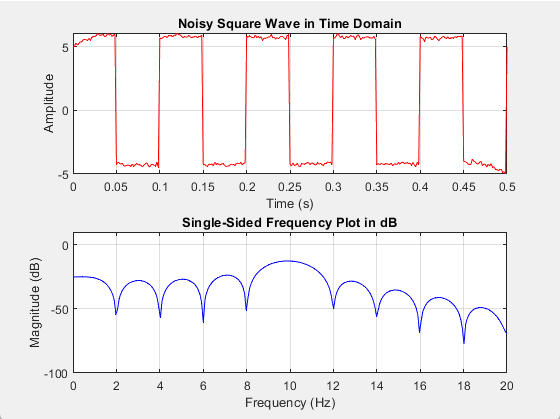 Noisy Square Wave in Time Domain
5
0
-5
Amplitude
0 0.05 0.1 0.15 0.2 0.25 0.3 0.35 0.4 0.45 0.5
Time (s)
Single-Sided Frequency Plot in dB
0
-50
-100
Magnitude (dB)
0 2 4 6 8 10 12 14 16 18 20
Frequency (Hz)